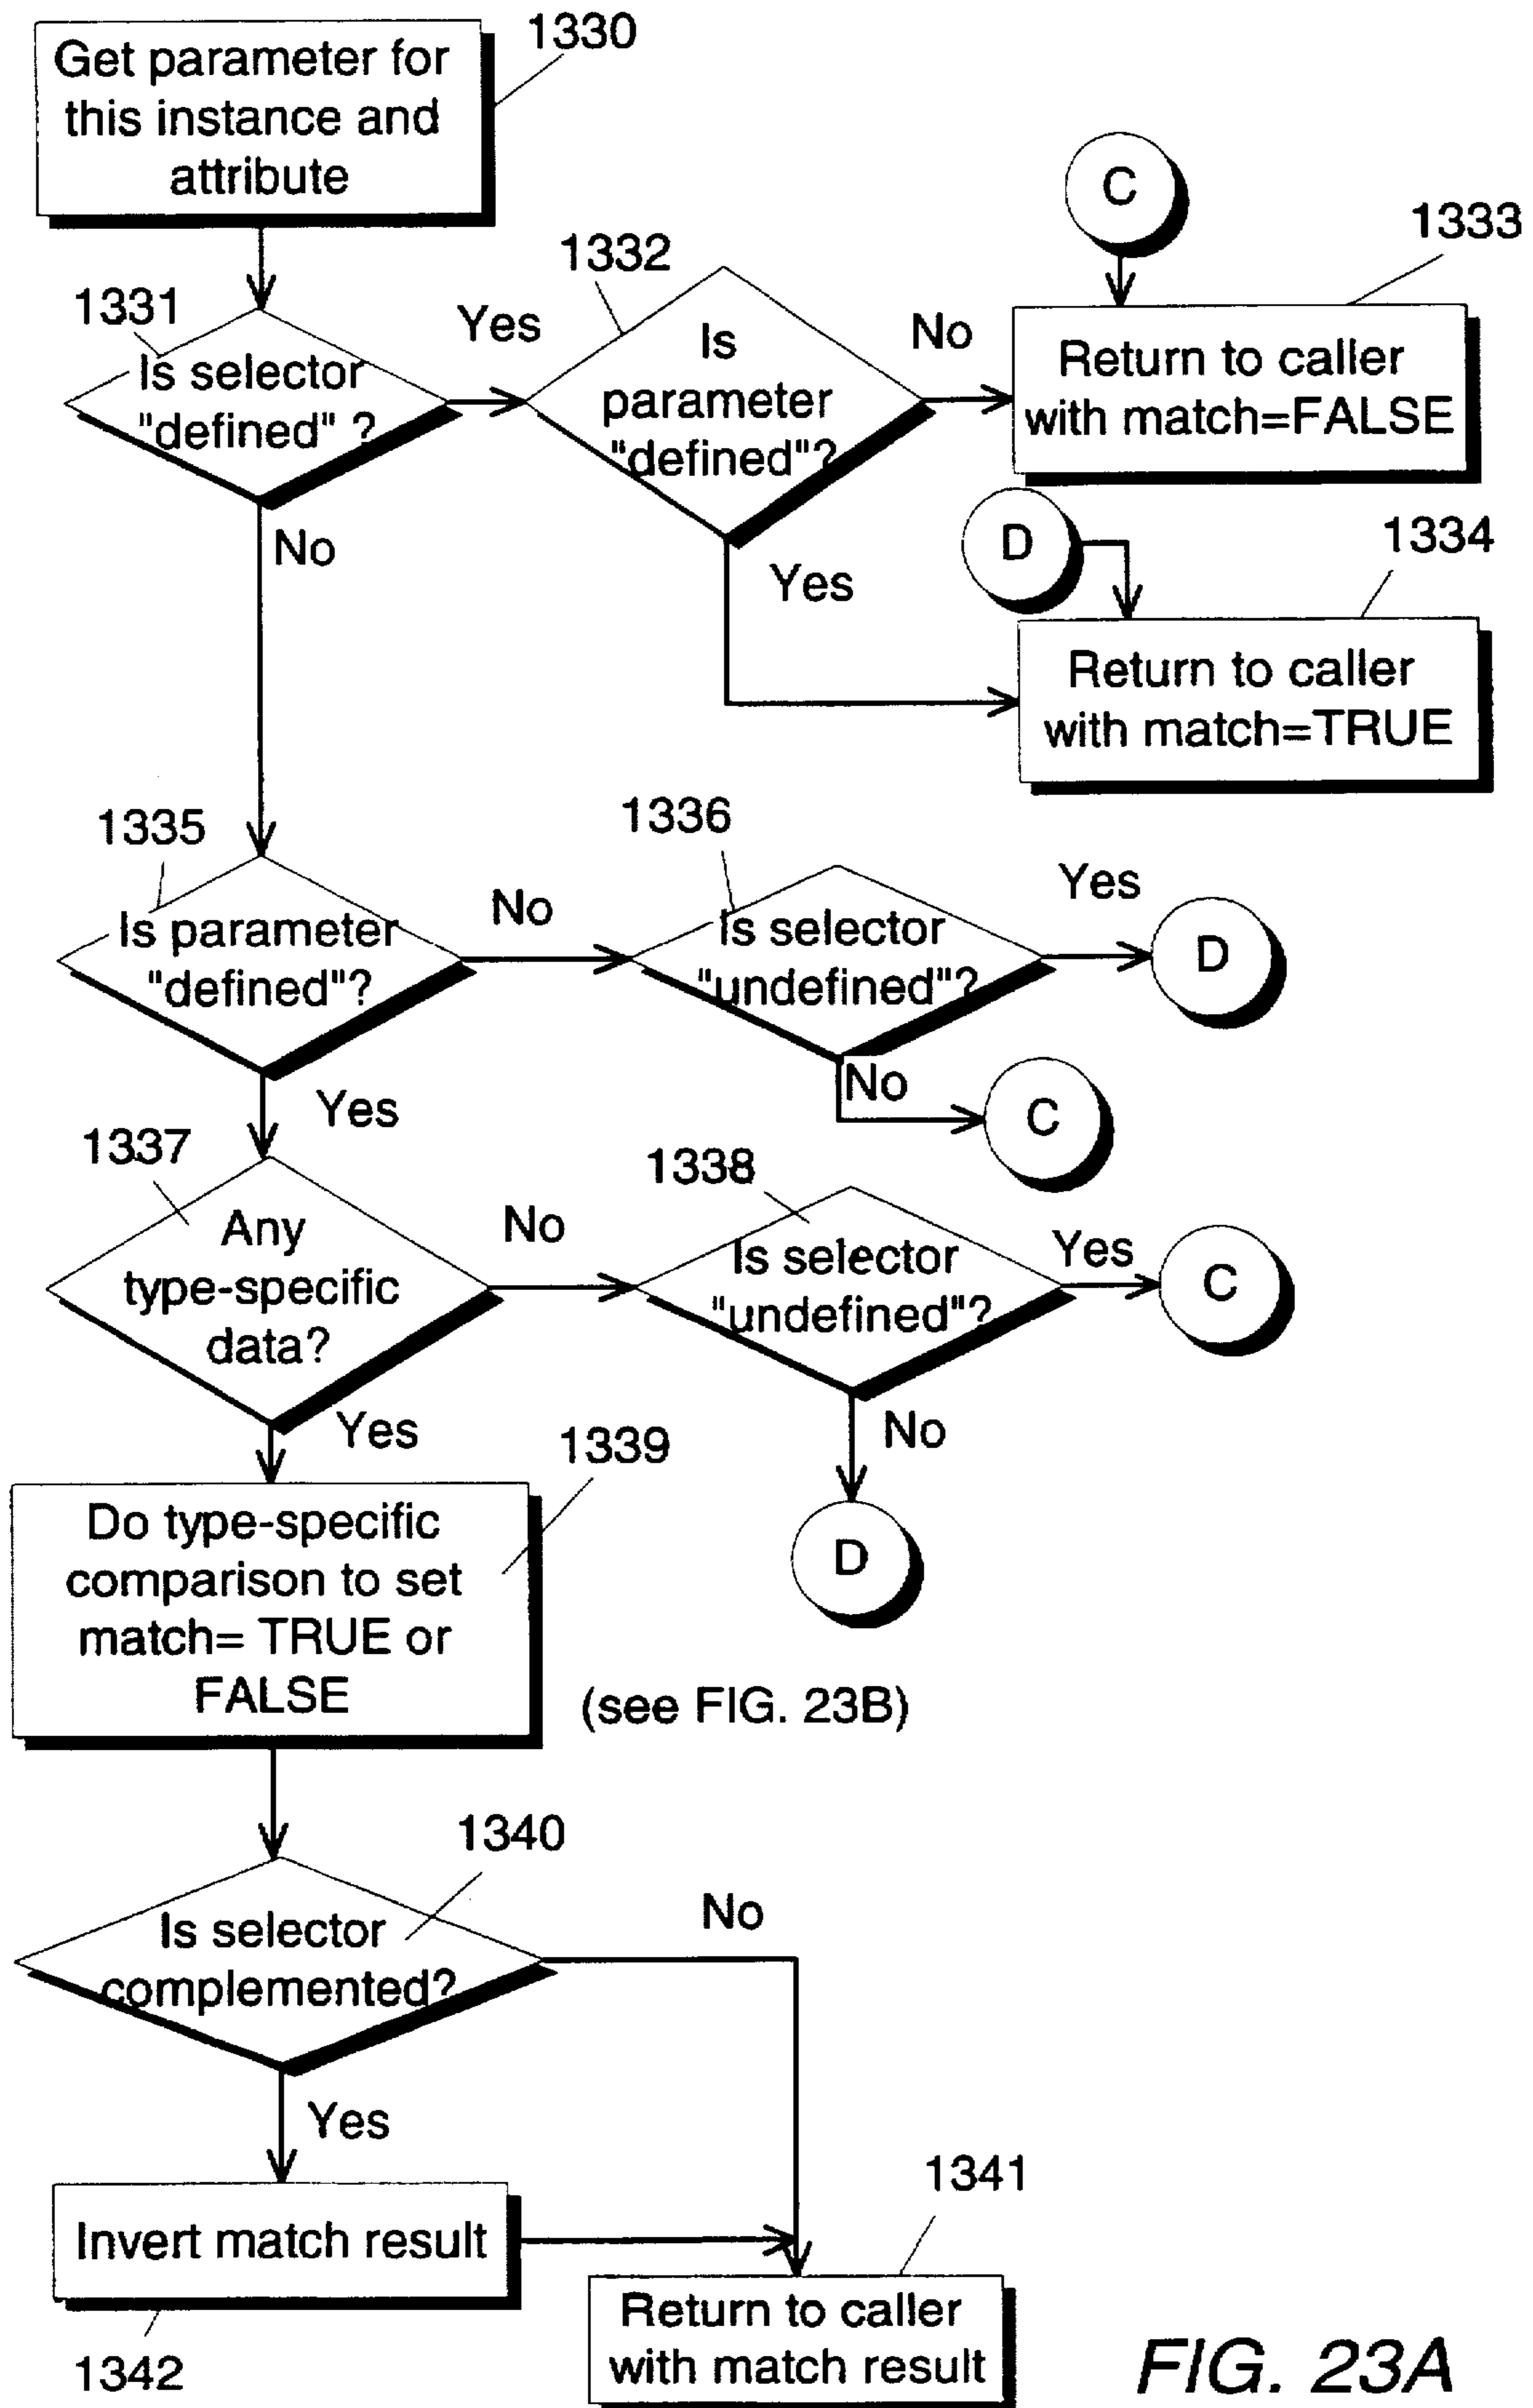 Get parameter for
this instance and
attribute
1330
C
1333
1332
1331
Yes
No
Is selector
"defined" ?
Is
parameter
"defined"?
Return to caller
with match=FALSE
No
D
1334
Yes
Return to caller
with match=TRUE
1335
1336
Yes
No
Is parameter
"defined"?
Is selector
"undefined"?
D
No
C
Yes
1337
1338
No
Yes
Any
type-specific
data?
Is selector
"undefined"?
C
Yes
No
1339
Do type-specific
comparison to set
match= TRUE or
FALSE
D
(see FIG. 23B)
1340
No
Is selector
complemented?
Yes
1341
Invert match result
Return to caller
with match result
1342
FIG. 23A